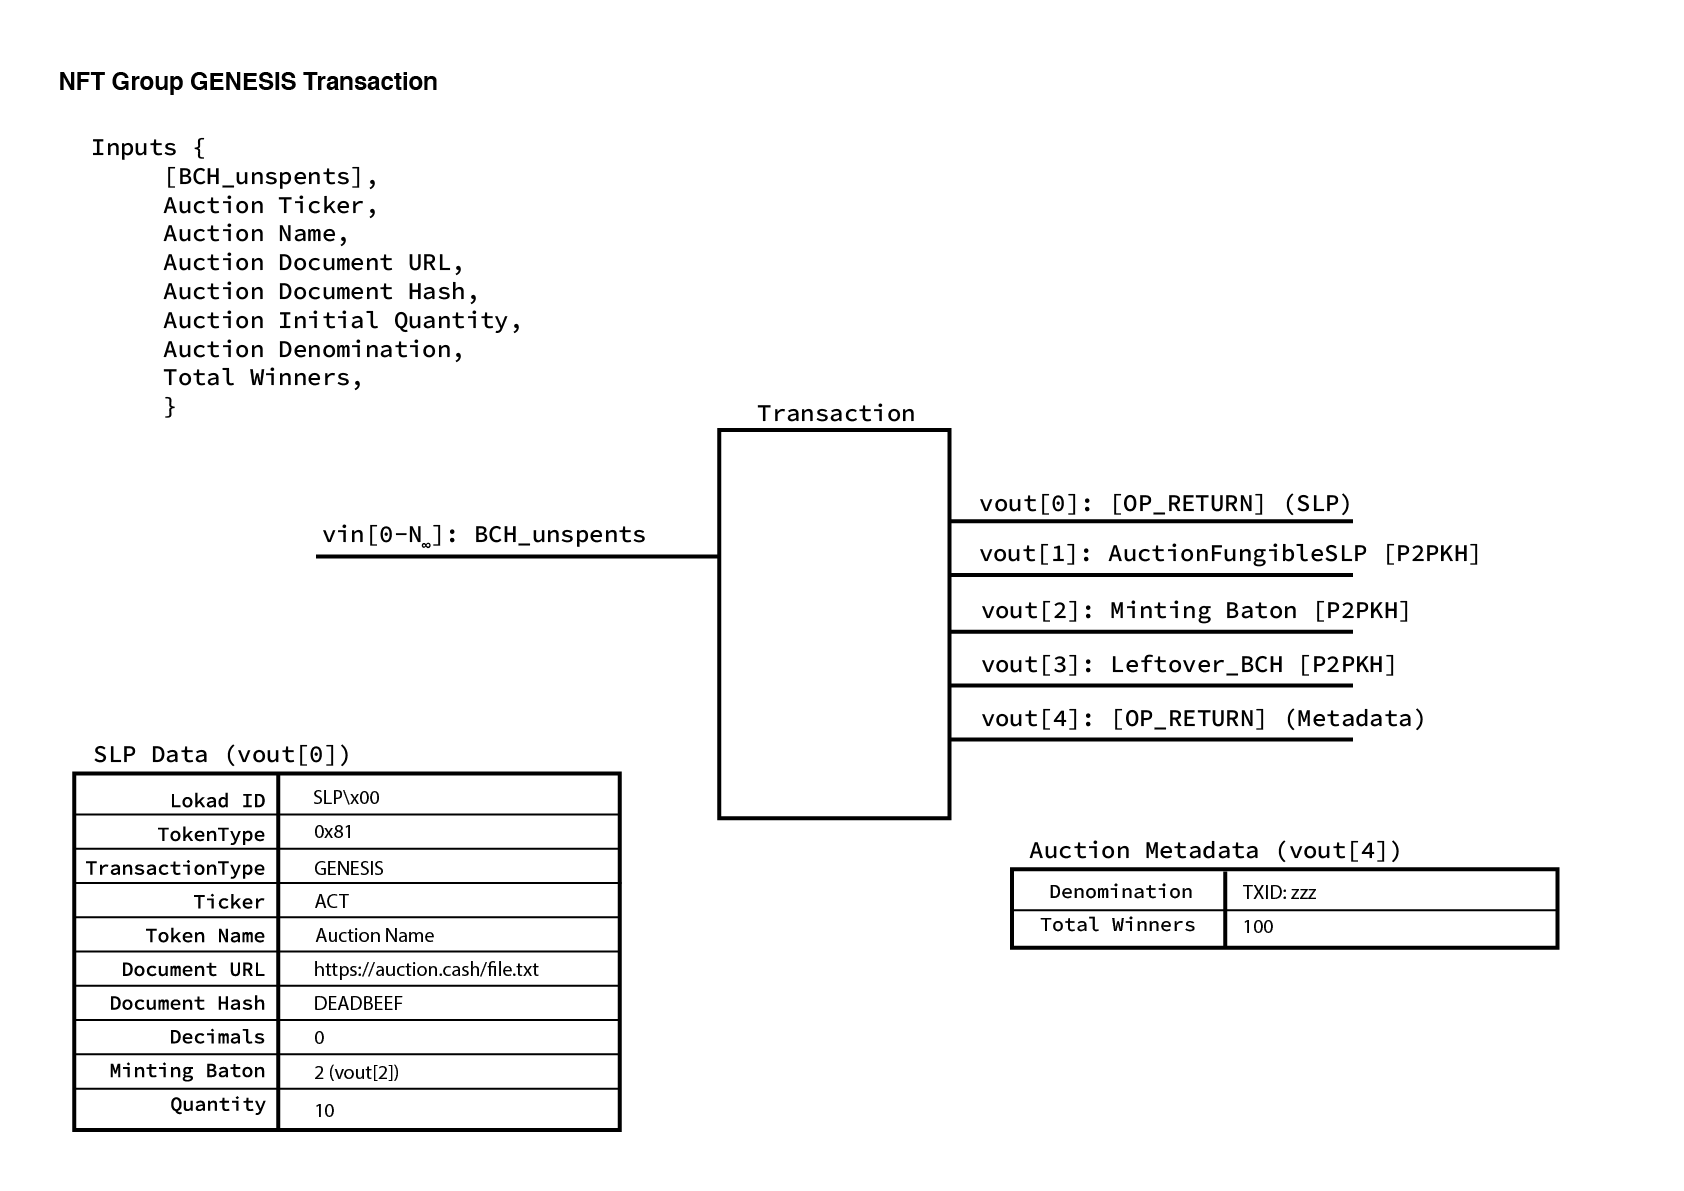 NFT Group GENESIS Transaction
Inputs {
[BCH_unspents],
Auction Ticker,
Auction Name,
Auction Document URL,
Auction Document Hash,
Auction Initial Quantity,
Auction Denomination,
Total Winners,
}
Transaction
vin[0-N∞]: BCH_unspents
vout[0]: [OP_RETURN] (SLP)
vout[1]: AuctionFungibleSLP [P2PKH]
vout[2]: Minting Baton [P2PKH]
vout[3]: Leftover_BCH [P2PKH]
vout[4]: [OP_RETURN] (Metadata)
SLP Data (vout[0])
Lokad ID SLP\x00
TokenType 0x81
TransactionType GENESIS
Ticker ACT
Token Name Auction Name
Document URL https://auction.cash/file.txt
Document Hash DEADBEEF
Decimals 0
Minting Baton 2 (vout[2])
Quantity 10
Auction Metadata (vout[4])
Denomination TXID: zzz
Total Winners 100